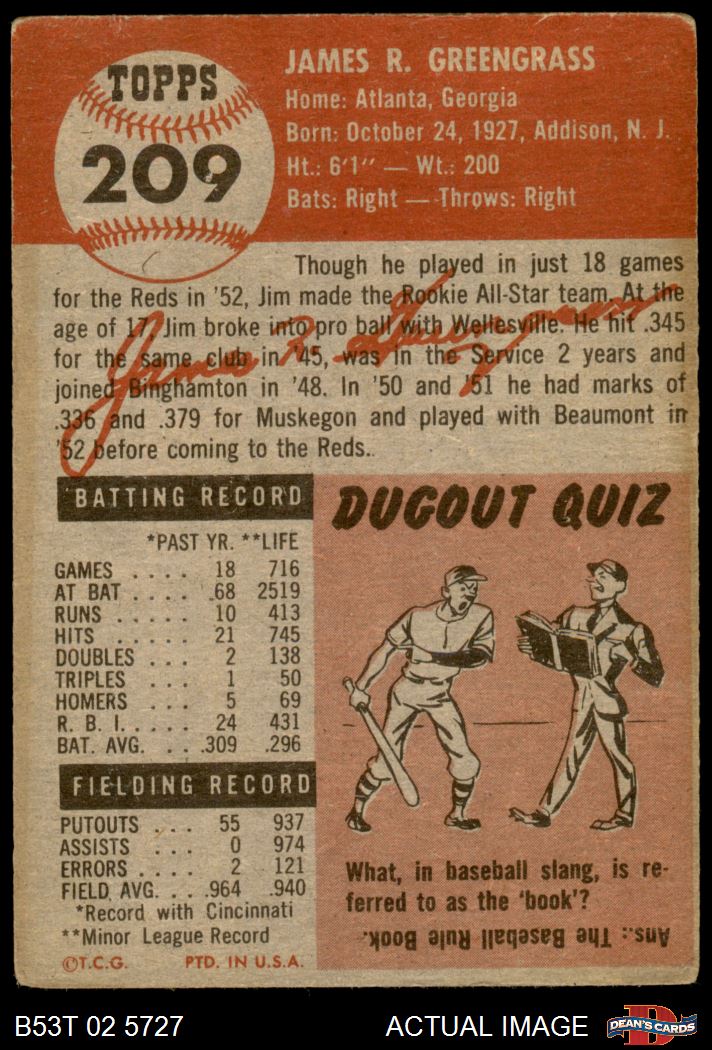 TOPPS
209
JAMES R. GREENGRASS
Home: Atlanta, Georgia
Born: October 24, 1927, Addison, N. J.
Ht.: 6'1'' — Wt.: 200
Bats: Right — Throws: Right
Though he played in just 18 games
for the Reds in '52, Jim made the Rookie All-Star team. At the
age of 17, Jim broke into pro ball with Wellesville. He hit .345
for the same club in '45, was in the Service 2 years and
joined Binghamton in '48. In '50 and '51 he had marks of
.336 and .379 for Muskegon and played with Beaumont in
'52 before coming to the Reds.
James R. Greengrass
BATTING RECORD
*PAST YR. **LIFE
GAMES . . . . 18 716
AT BAT . . . . 68 2519
RUNS . . . . 10 413
HITS . . . . . 21 745
DOUBLES . . . 2 138
TRIPLES . . . 1 50
HOMERS . . . 5 69
R. B. I. . . . . 24 431
BAT. AVG. . . .309 .296
FIELDING RECORD
PUTOUTS . . . 55 937
ASSISTS . . . 0 974
ERRORS . . . . 2 121
FIELD. AVG. . . .964 .940
*Record with Cincinnati
**Minor League Record
©T.C.G. PTD. IN U.S.A.
DUGOUT QUIZ
What, in baseball slang, is re-
ferred to as the 'book'?
Ans.: The Baseball Rule Book.
B53T 02 5727
ACTUAL IMAGE
D
DEAN'S CARDS